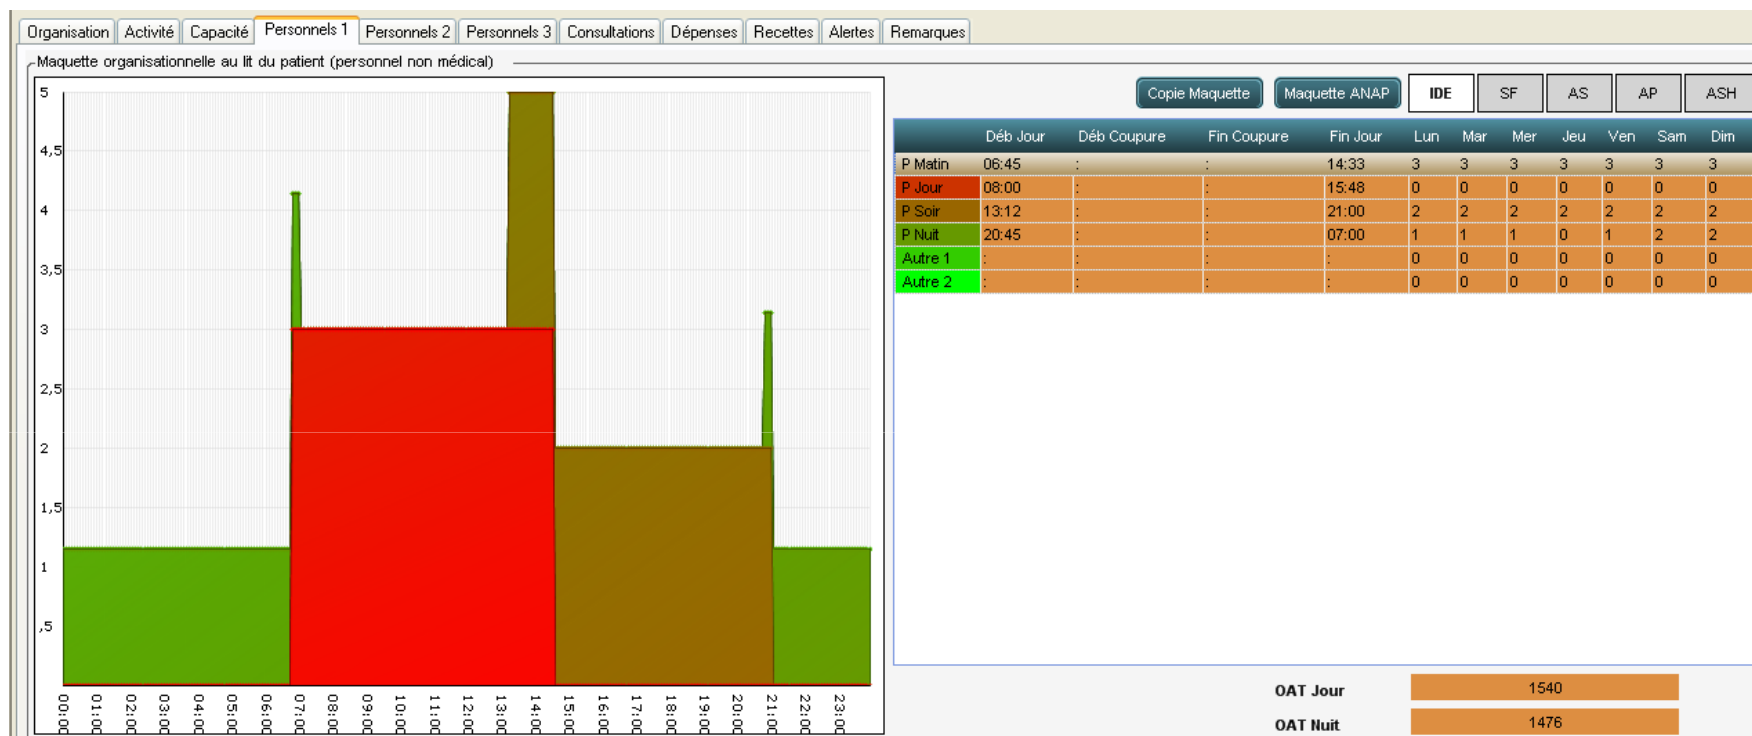 Organisation Activité Capacité Personnels 1 Personnels 2 Personnels 3 Consultations Dépenses Recettes Alertes Remarques
Maquette organisationnelle au lit du patient (personnel non médical)
Copie Maquette Maquette ANAP IDE SF AS AP ASH
Déb Jour Déb Coupure Fin Coupure Fin Jour Lun Mar Mer Jeu Ven Sam Dim
P Matin 06:45 : : 14:33 3 3 3 3 3 3 3
P Jour 08:00 : : 15:48 0 0 0 0 0 0 0
P Soir 13:12 : : 21:00 2 2 2 2 2 2 2
P Nuit 20:45 : : 07:00 1 1 1 0 1 2 2
Autre 1 : : : : 0 0 0 0 0 0 0
Autre 2 : : : : 0 0 0 0 0 0 0
5
4,5
4
3,5
3
2,5
2
1,5
1
,5
00:00 01:00 02:00 03:00 04:00 05:00 06:00 07:00 08:00 09:00 10:00 11:00 12:00 13:00 14:00 15:00 16:00 17:00 18:00 19:00 20:00 21:00 22:00 23:00
OAT Jour 1540
OAT Nuit 1476